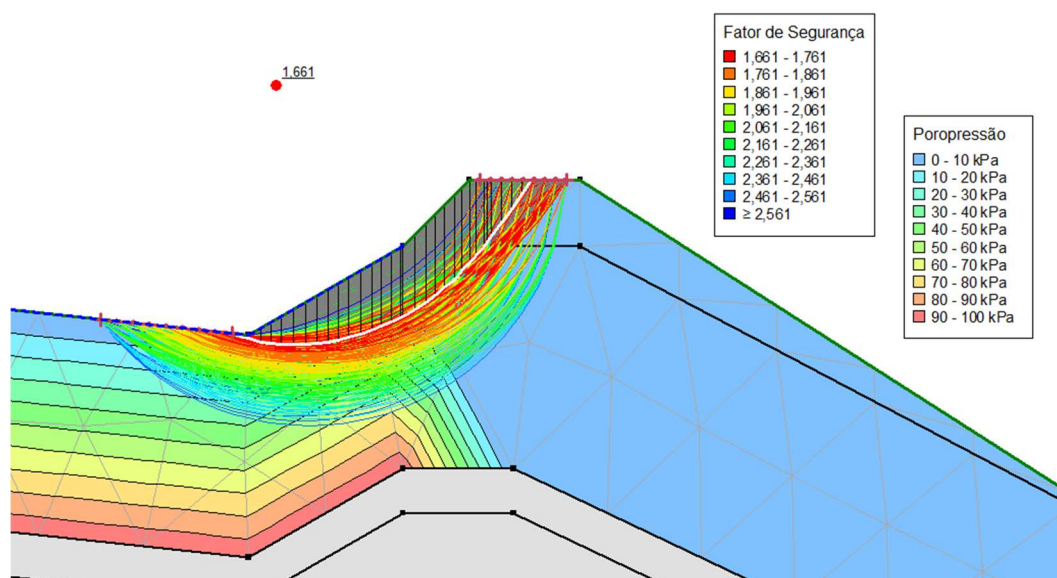 1,661
Fator de Segurança
1,661 - 1,761
1,761 - 1,861
1,861 - 1,961
1,961 - 2,061
2,061 - 2,161
2,161 - 2,261
2,261 - 2,361
2,361 - 2,461
2,461 - 2,561
≥ 2,561
Poropressão
0 - 10 kPa
10 - 20 kPa
20 - 30 kPa
30 - 40 kPa
40 - 50 kPa
50 - 60 kPa
60 - 70 kPa
70 - 80 kPa
80 - 90 kPa
90 - 100 kPa